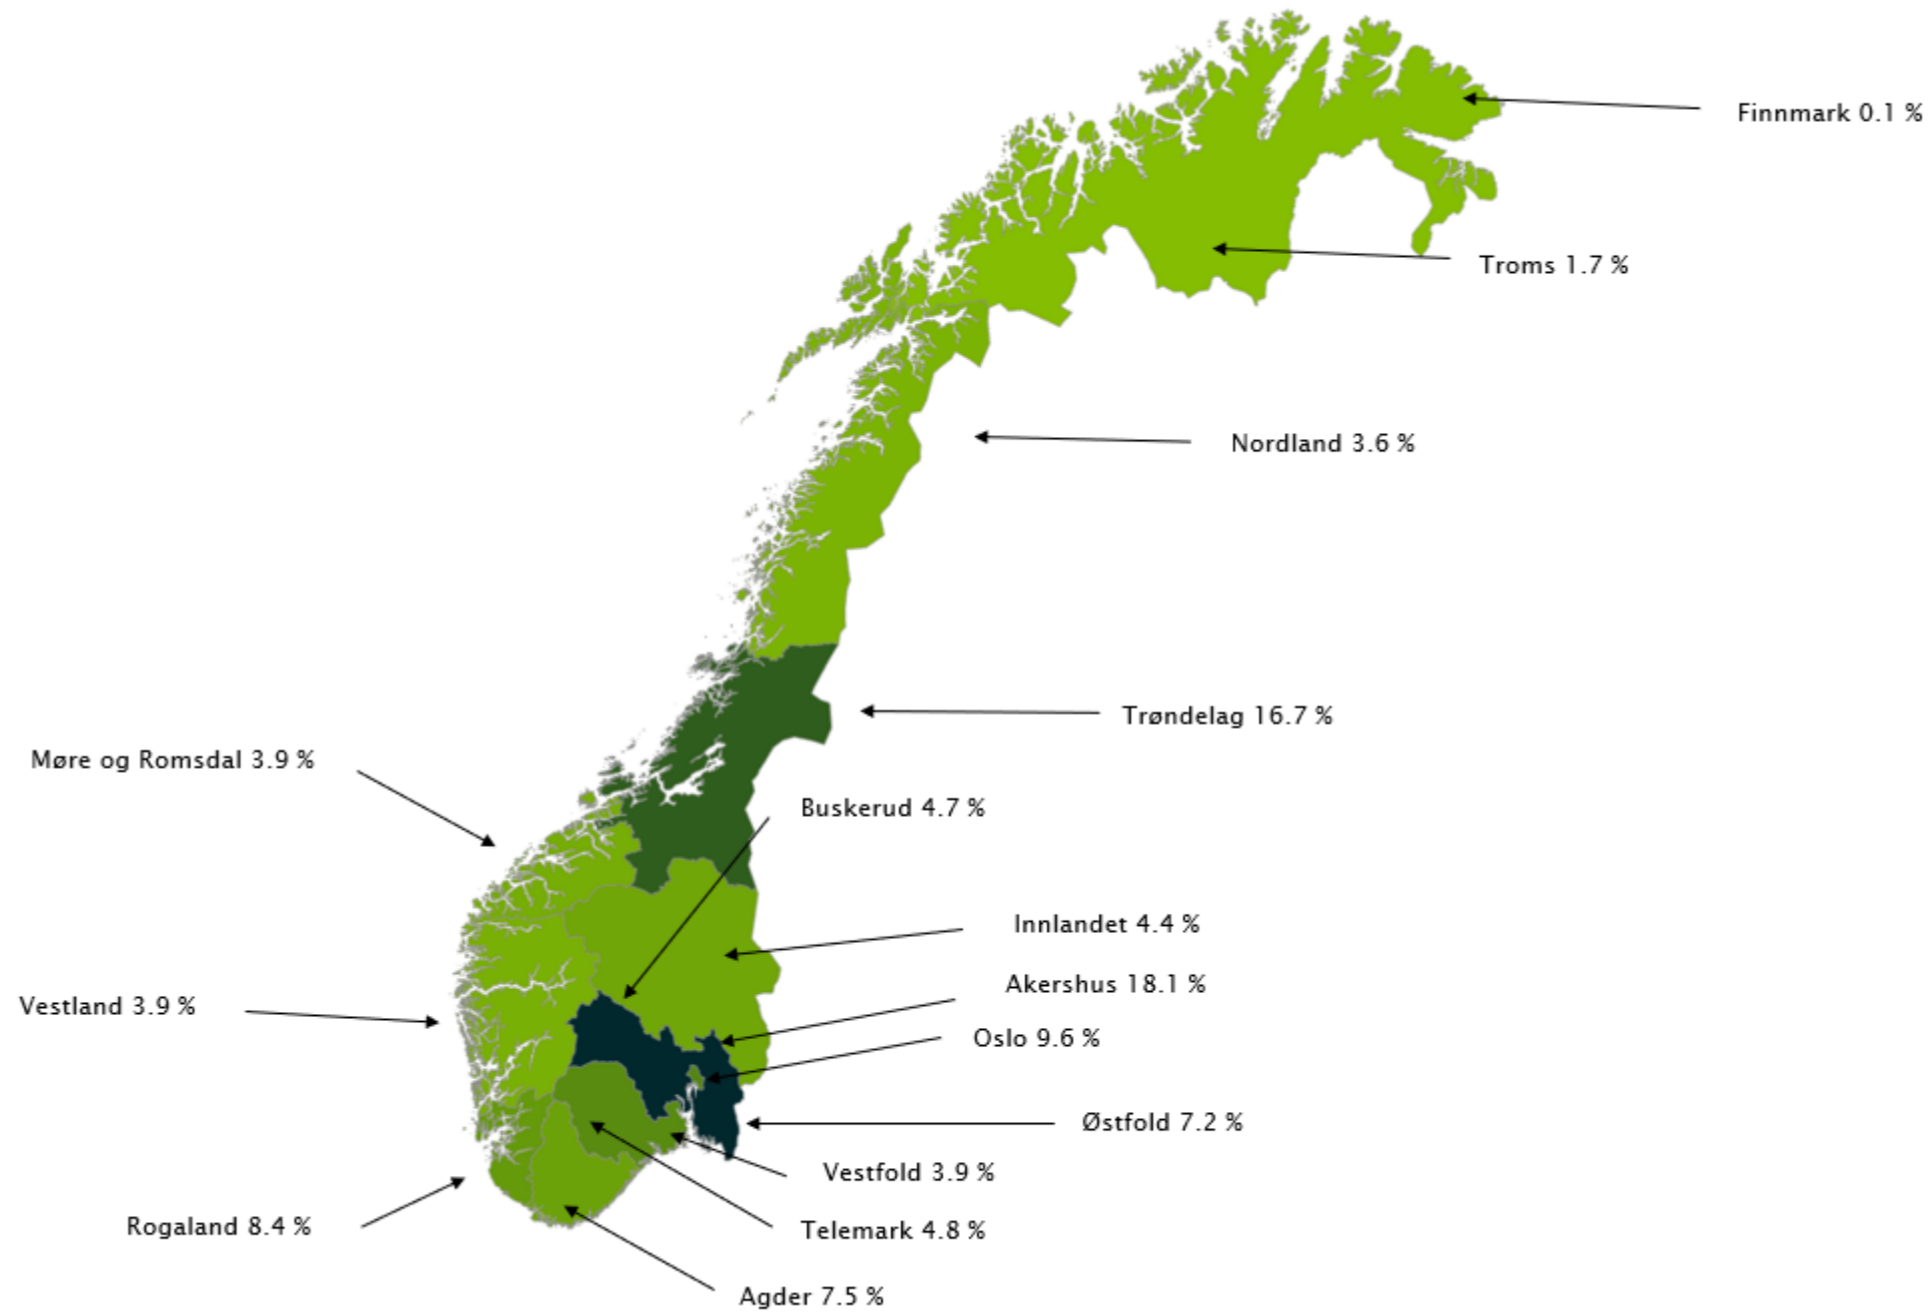 Finnmark 0.1 %
Troms 1.7 %
Nordland 3.6 %
Trøndelag 16.7 %
Møre og Romsdal 3.9 %
Buskerud 4.7 %
Innlandet 4.4 %
Akershus 18.1 %
Vestland 3.9 %
Oslo 9.6 %
Østfold 7.2 %
Vestfold 3.9 %
Rogaland 8.4 %
Telemark 4.8 %
Agder 7.5 %